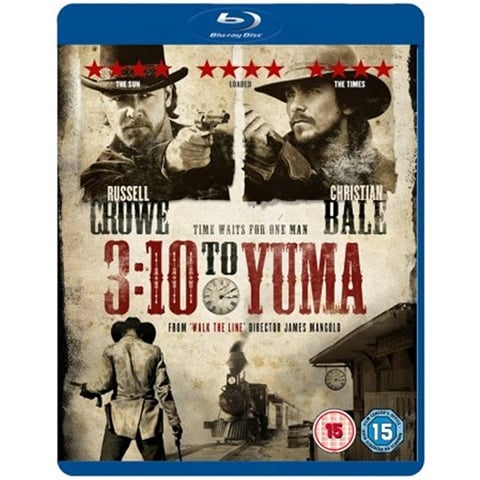 Blu-ray Disc
THE SUN
LOADED
THE TIMES
RUSSELL
CROWE
CHRISTIAN
BALE
TIME WAITS FOR ONE MAN
3:10 TO YUMA
FROM 'WALK THE LINE' DIRECTOR JAMES MANGOLD
15
15